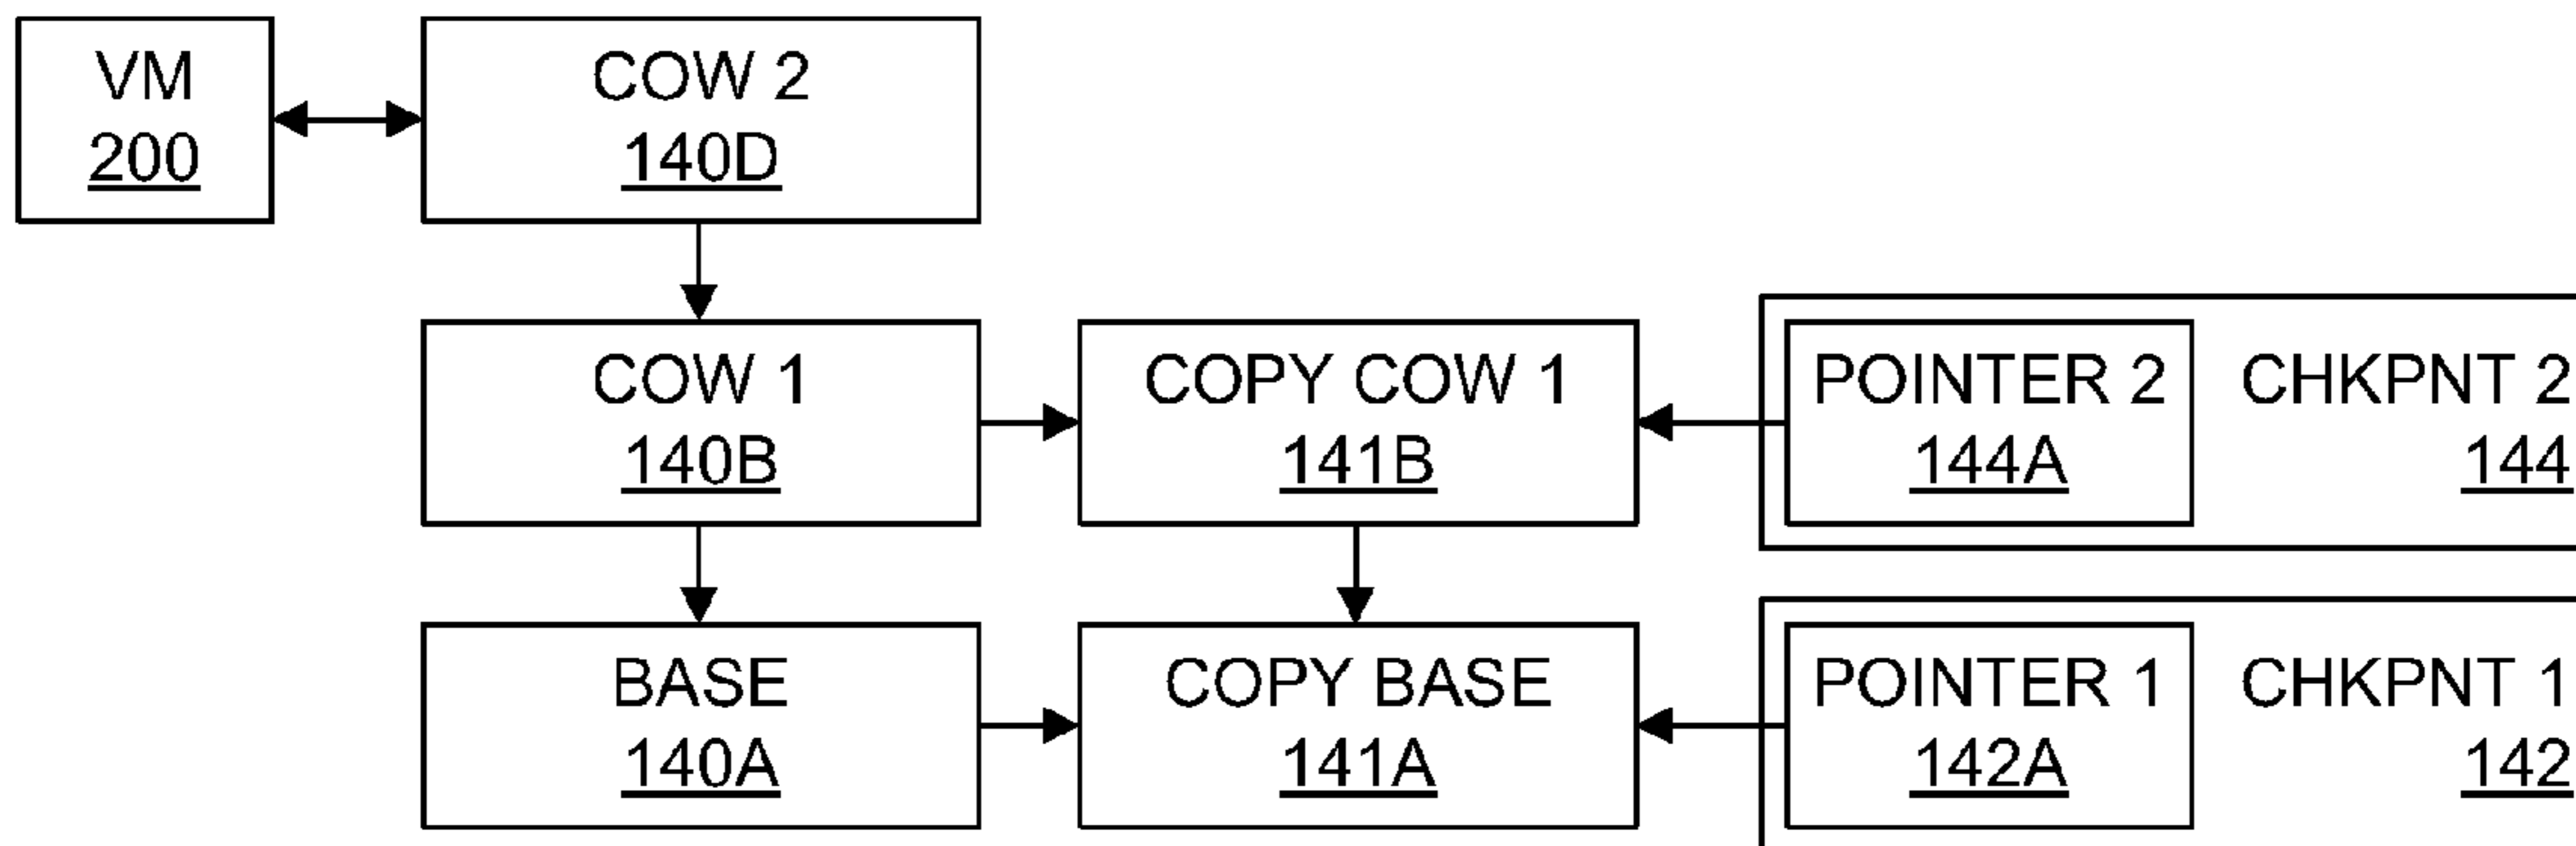 VM
200
COW 2
140D
COW 1
140B
COPY COW 1
141B
POINTER 2
144A
CHKPNT 2
144
BASE
140A
COPY BASE
141A
POINTER 1
142A
CHKPNT 1
142